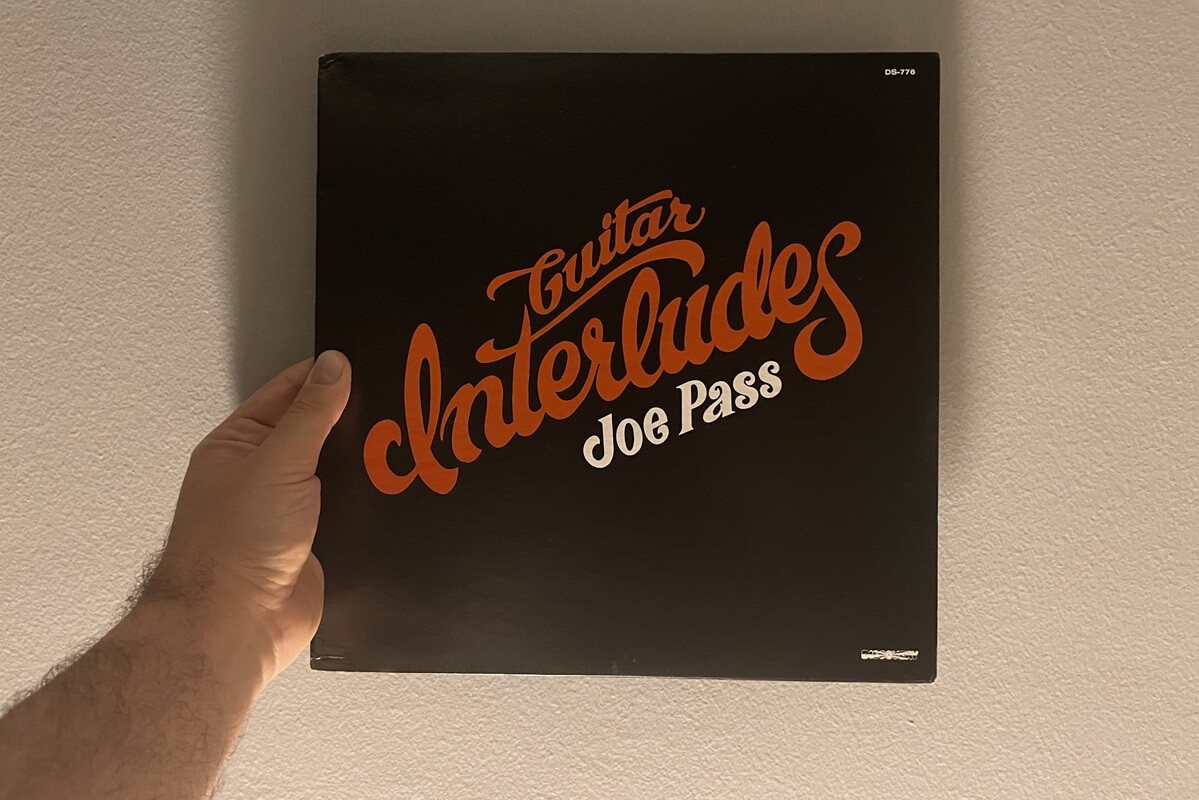 DS-776
Guitar
Interludes
Joe Pass